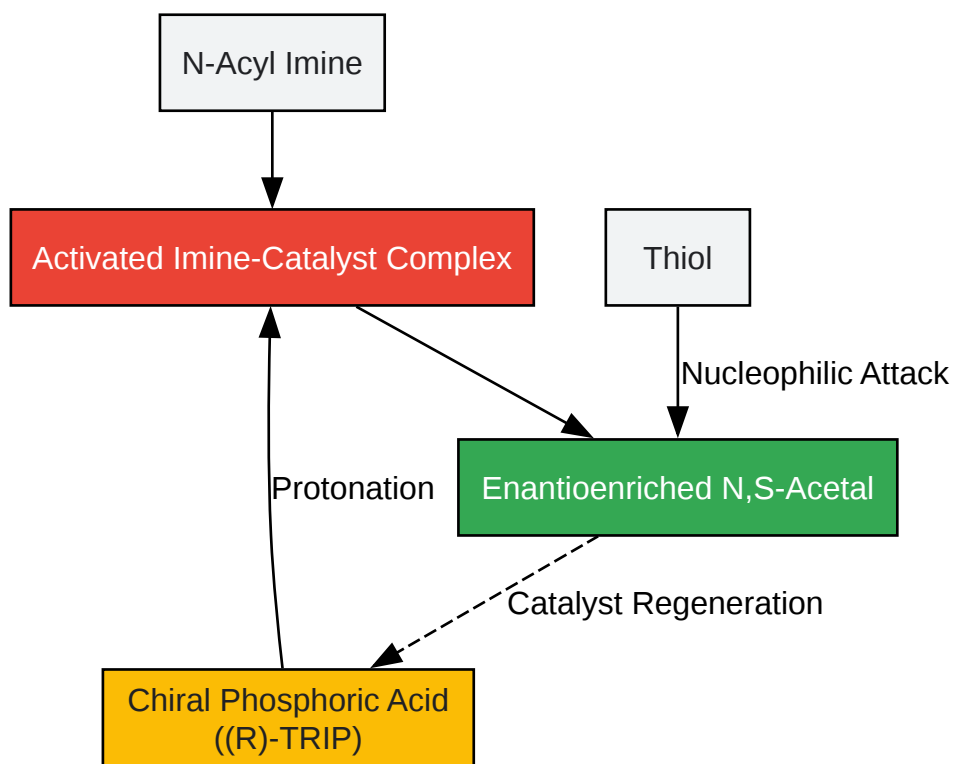 N-Acyl Imine
Activated Imine-Catalyst Complex
Thiol
Nucleophilic Attack
Protonation
Enantioenriched N,S-Acetal
Catalyst Regeneration
Chiral Phosphoric Acid
((R)-TRIP)